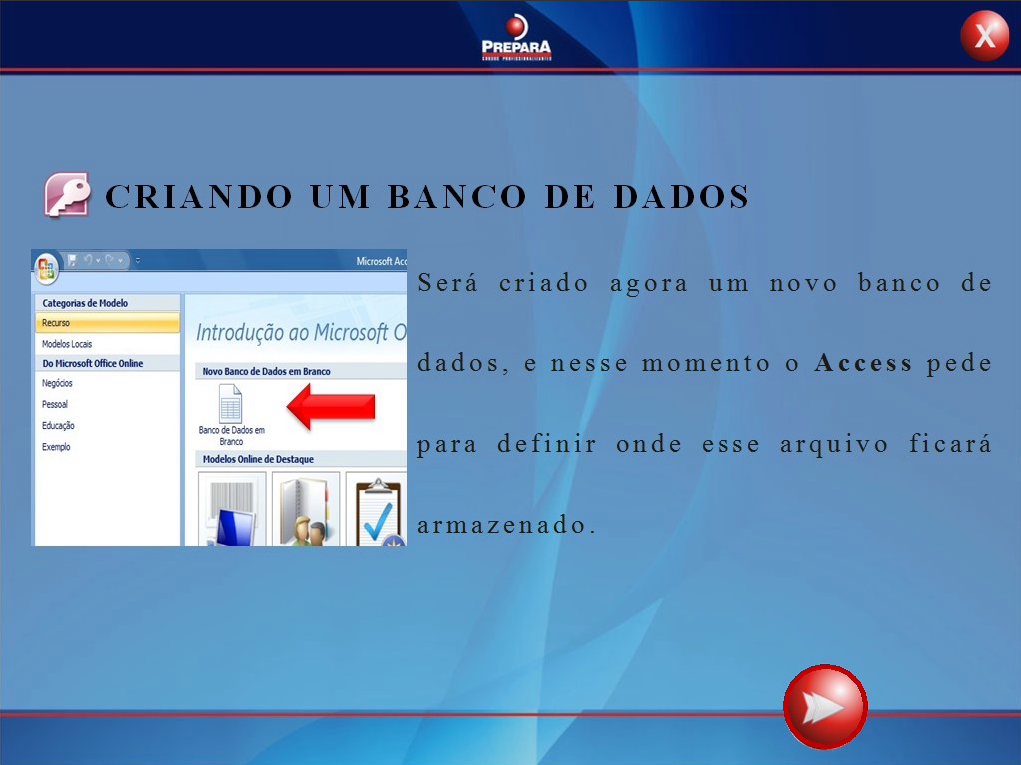 PREPARA
CURSOS PROFISSIONALIZANTES
X
CRIANDO UM BANCO DE DADOS
Microsoft Acc
Categorias de Modelo
Recurso
Modelos Locais
Do Microsoft Office Online
Negócios
Pessoal
Educação
Exemplo
Introdução ao Microsoft O
Novo Banco de Dados em Branco
Banco de Dados em
Branco
Modelos Online de Destaque
Será criado agora um novo banco de
dados, e nesse momento o Access pede
para definir onde esse arquivo ficará
armazenado.